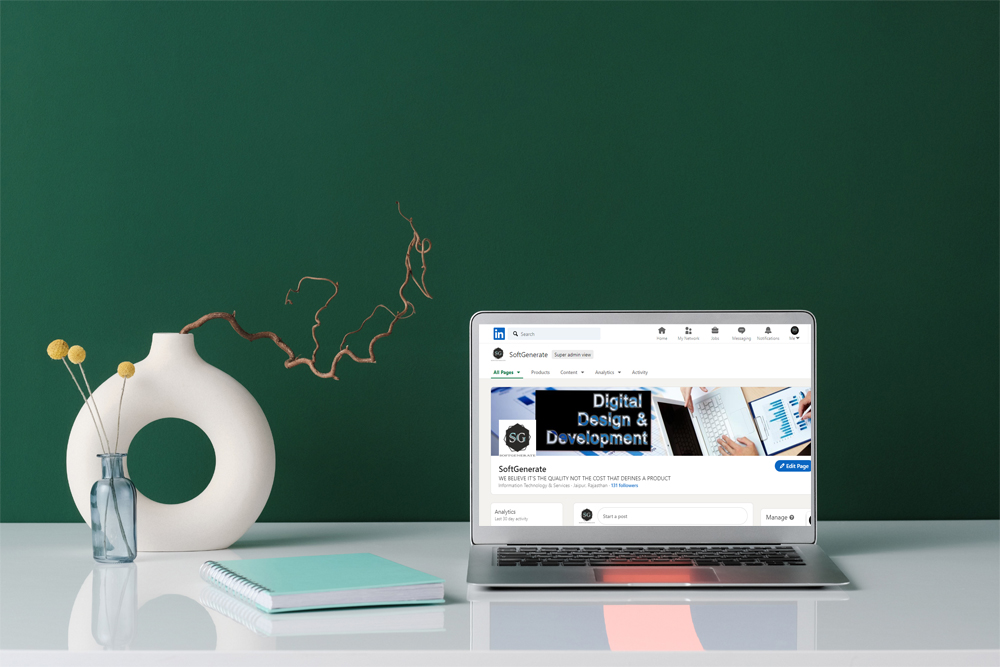 in Search
Home My Network Jobs Messaging Notifications Me
SG SoftGenerate Super admin view
All Pages Products Content Analytics Activity
Digital
Design &
Development
SG
SoftGenerate
Edit Page
WE BELIEVE IT'S THE QUALITY NOT THE COST THAT DEFINES A PRODUCT
Information Technology & Services · Jaipur, Rajasthan · 131 followers
Analytics
Last 30 day activity
SG Start a post
Manage